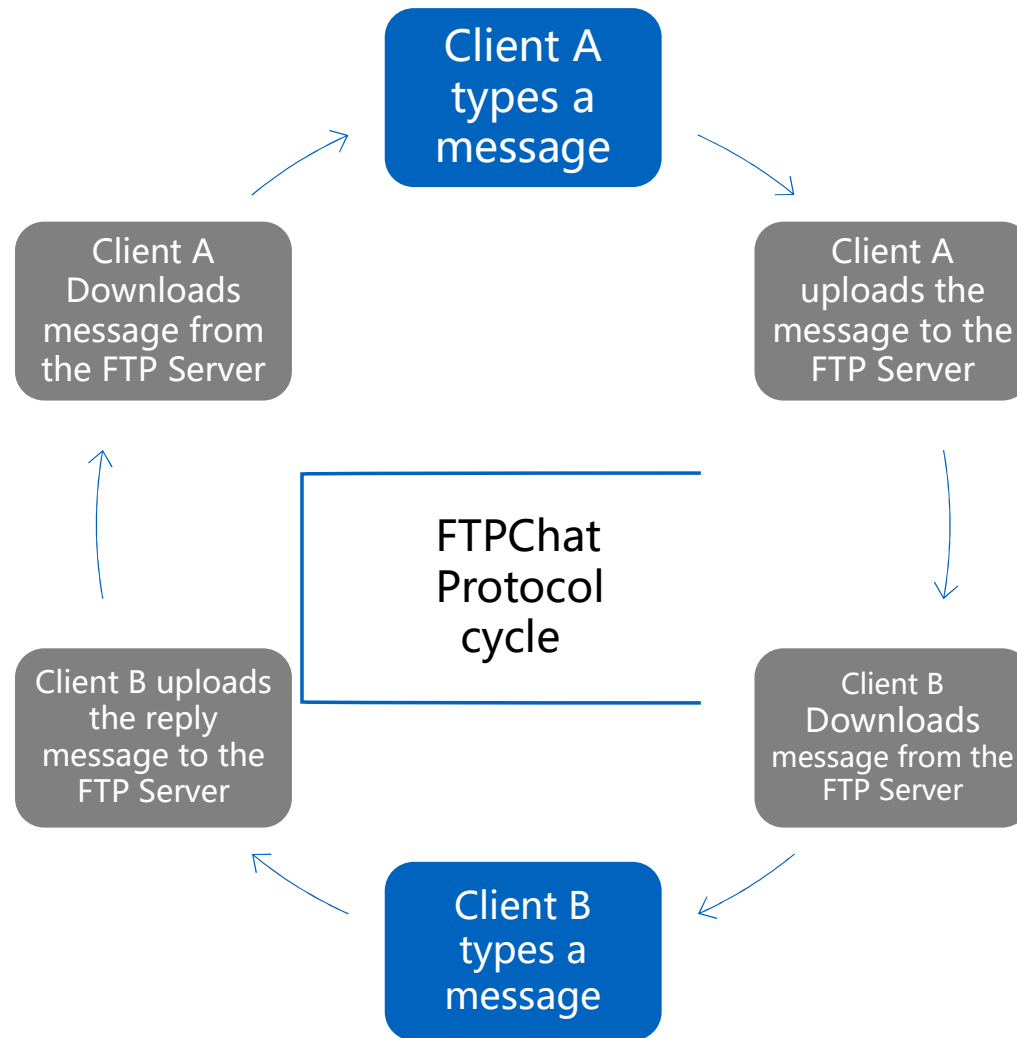 Client A
types a
message
Client A
uploads the
message to the
FTP Server
Client B
Downloads
message from the
FTP Server
Client B
types a
message
Client B uploads
the reply
message to the
FTP Server
Client A
Downloads
message from
the FTP Server
FTPChat
Protocol
cycle